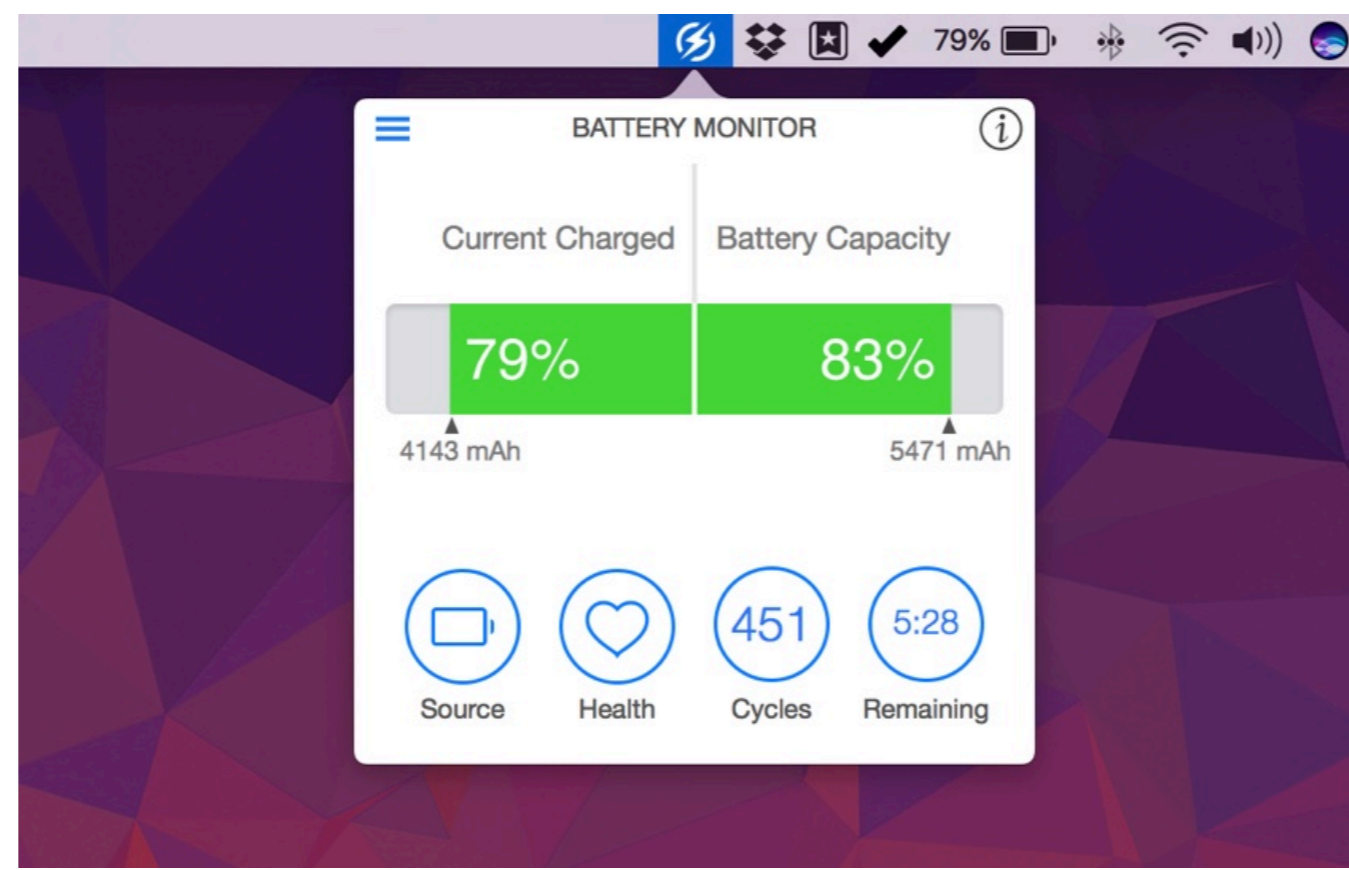 79%
BATTERY MONITOR
Current Charged
Battery Capacity
79%
83%
4143 mAh
5471 mAh
451
5:28
Source
Health
Cycles
Remaining